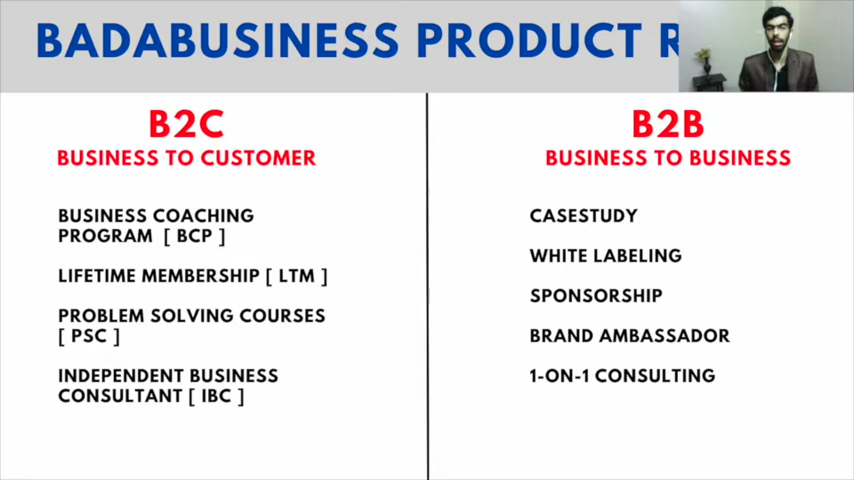 BADABUSINESS PRODUCT
B2C
BUSINESS TO CUSTOMER
BUSINESS COACHING
PROGRAM [ BCP ]
LIFETIME MEMBERSHIP [ LTM ]
PROBLEM SOLVING COURSES
[ PSC ]
INDEPENDENT BUSINESS
CONSULTANT [ IBC ]
B2B
BUSINESS TO BUSINESS
CASESTUDY
WHITE LABELING
SPONSORSHIP
BRAND AMBASSADOR
1-ON-1 CONSULTING